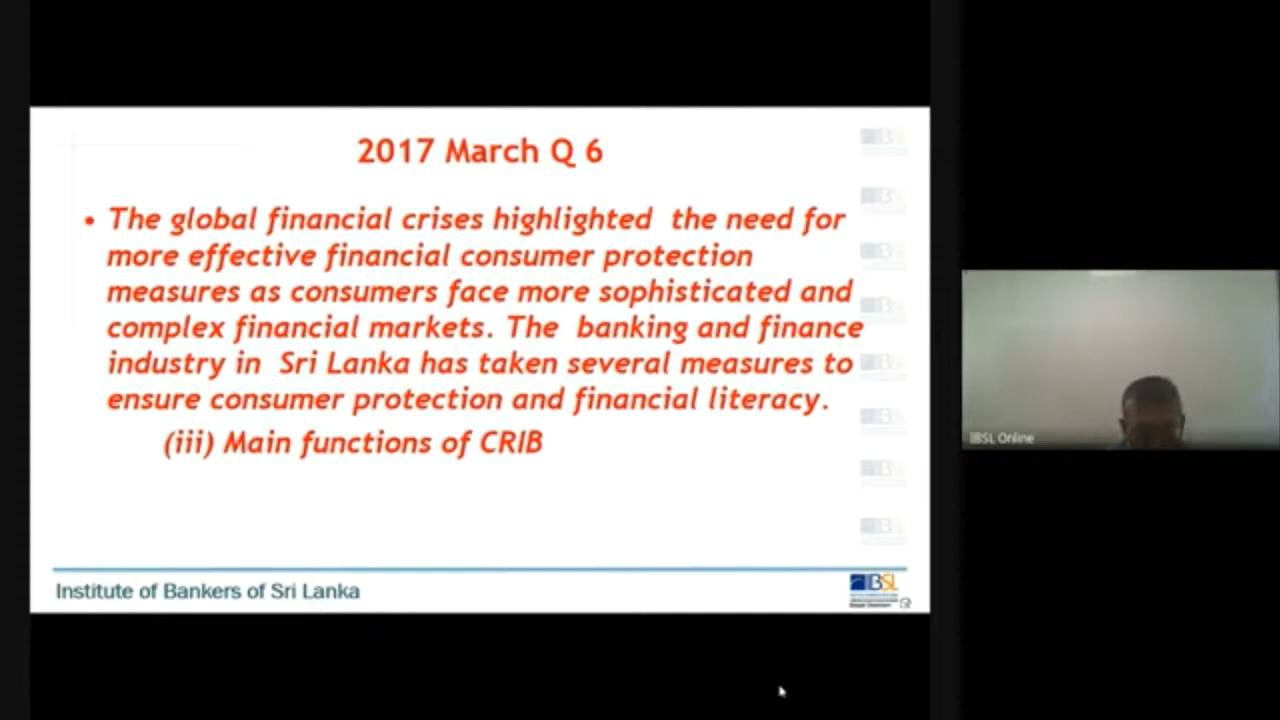 2017 March Q 6
• The global financial crises highlighted the need for
more effective financial consumer protection
measures as consumers face more sophisticated and
complex financial markets. The banking and finance
industry in Sri Lanka has taken several measures to
ensure consumer protection and financial literacy.
(iii) Main functions of CRIB
Institute of Bankers of Sri Lanka
IBSL
IBSL Online